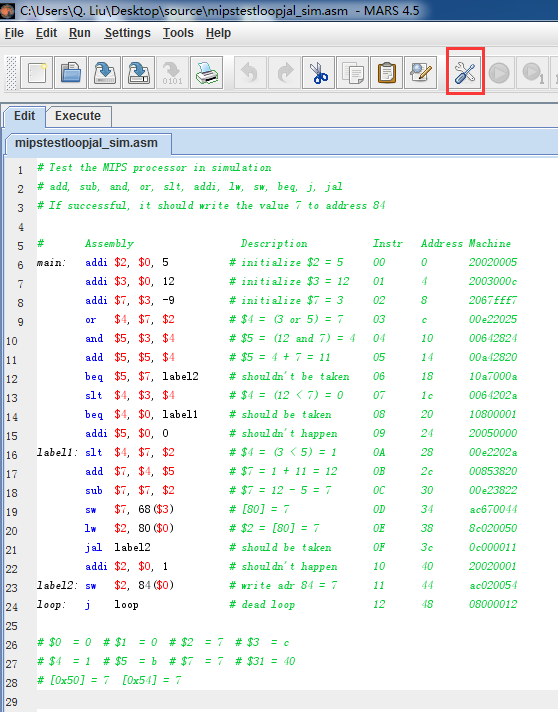 C:\Users\Q. Liu\Desktop\source\mipstestloopjal_sim.asm - MARS 4.5
File Edit Run Settings Tools Help
Edit Execute
mipstestloopjal_sim.asm
1 # Test the MIPS processor in simulation
2 # add, sub, and, or, slt, addi, lw, sw, beq, j, jal
3 # If successful, it should write the value 7 to address 84
4
5 # Assembly Description Instr Address Machine
6 main: addi $2, $0, 5 # initialize $2 = 5 00 0 20020005
7 addi $3, $0, 12 # initialize $3 = 12 01 4 2003000c
8 addi $7, $3, -9 # initialize $7 = 3 02 8 2067fff7
9 or $4, $7, $2 # $4 = (3 or 5) = 7 03 c 00e22025
10 and $5, $3, $4 # $5 = (12 and 7) = 4 04 10 00642824
11 add $5, $5, $4 # $5 = 4 + 7 = 11 05 14 00a42820
12 beq $5, $7, label2 # shouldn't be taken 06 18 10a7000a
13 slt $4, $3, $4 # $4 = (12 < 7) = 0 07 1c 0064202a
14 beq $4, $0, label1 # should be taken 08 20 10800001
15 addi $5, $0, 0 # shouldn't happen 09 24 20050000
16 label1: slt $4, $7, $2 # $4 = (3 < 5) = 1 0A 28 00e2202a
17 add $7, $4, $5 # $7 = 1 + 11 = 12 0B 2c 00853820
18 sub $7, $7, $2 # $7 = 12 - 5 = 7 0C 30 00e23822
19 sw $7, 68($3) # [80] = 7 0D 34 ac670044
20 lw $2, 80($0) # $2 = [80] = 7 0E 38 8c020050
21 jal label2 # should be taken 0F 3c 0c000011
22 addi $2, $0, 1 # shouldn't happen 10 40 20020001
23 label2: sw $2, 84($0) # write adr 84 = 7 11 44 ac020054
24 loop: j loop # dead loop 12 48 08000012
25
26 # $0 = 0 # $1 = 0 # $2 = 7 # $3 = c
27 # $4 = 1 # $5 = b # $7 = 7 # $31 = 40
28 # [0x50] = 7 [0x54] = 7
29